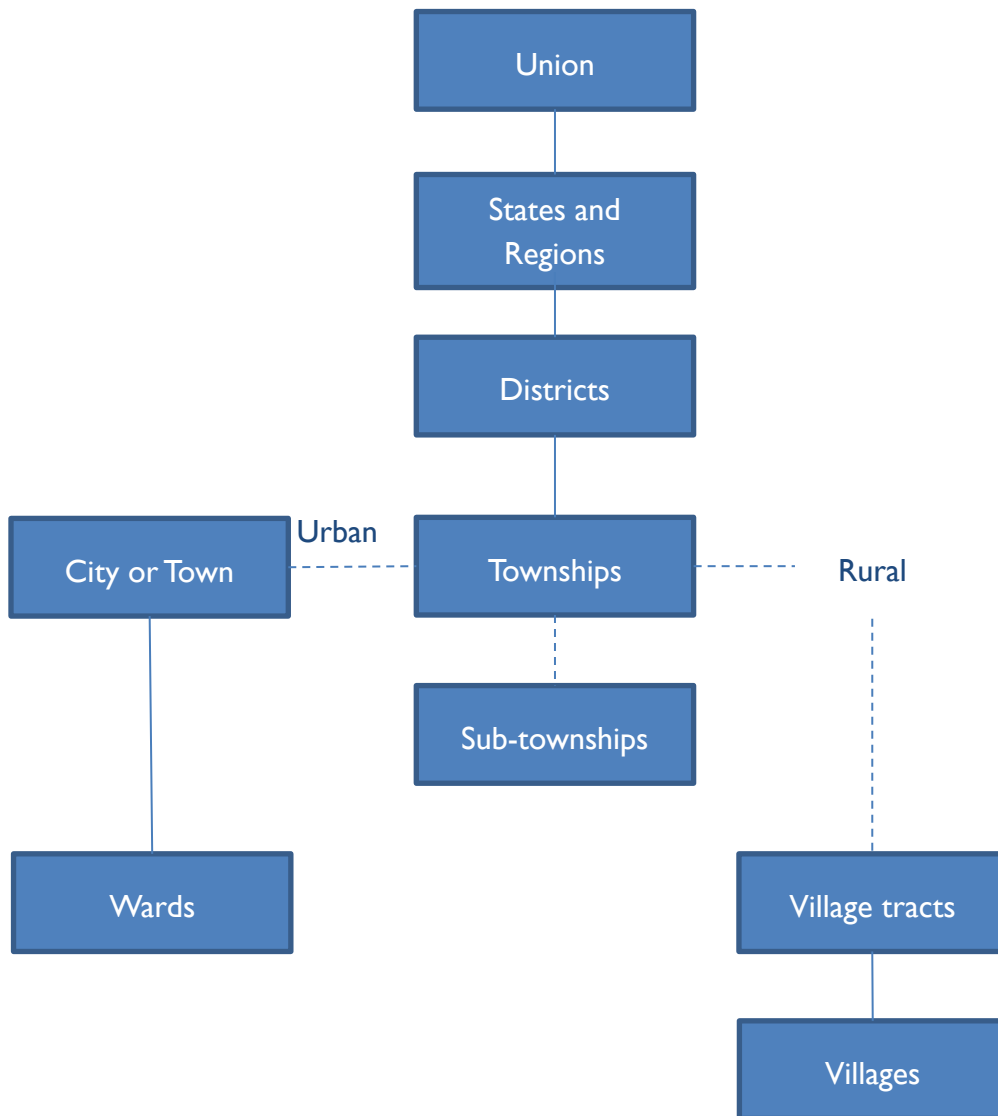 Union
States and
Regions
Districts
Urban
City or Town
Townships
Rural
Sub-townships
Wards
Village tracts
Villages